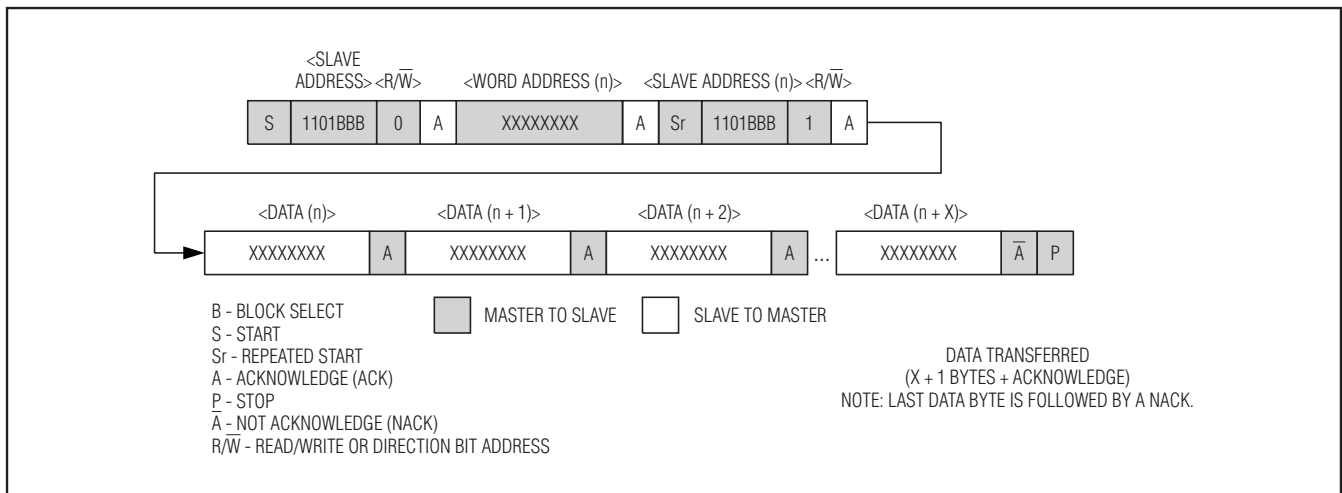 <SLAVE
ADDRESS> <R/W̅> <WORD ADDRESS (n)> <SLAVE ADDRESS (n)> <R/W̅>
S 1101BBB 0 A XXXXXXXX A Sr 1101BBB 1 A
<DATA (n)> <DATA (n + 1)> <DATA (n + 2)> <DATA (n + X)>
XXXXXXXX A XXXXXXXX A XXXXXXXX A ... XXXXXXXX A̅ P
B - BLOCK SELECT
S - START
Sr - REPEATED START
A - ACKNOWLEDGE (ACK)
P - STOP
A̅ - NOT ACKNOWLEDGE (NACK)
R/W̅ - READ/WRITE OR DIRECTION BIT ADDRESS
MASTER TO SLAVE SLAVE TO MASTER
DATA TRANSFERRED
(X + 1 BYTES + ACKNOWLEDGE)
NOTE: LAST DATA BYTE IS FOLLOWED BY A NACK.